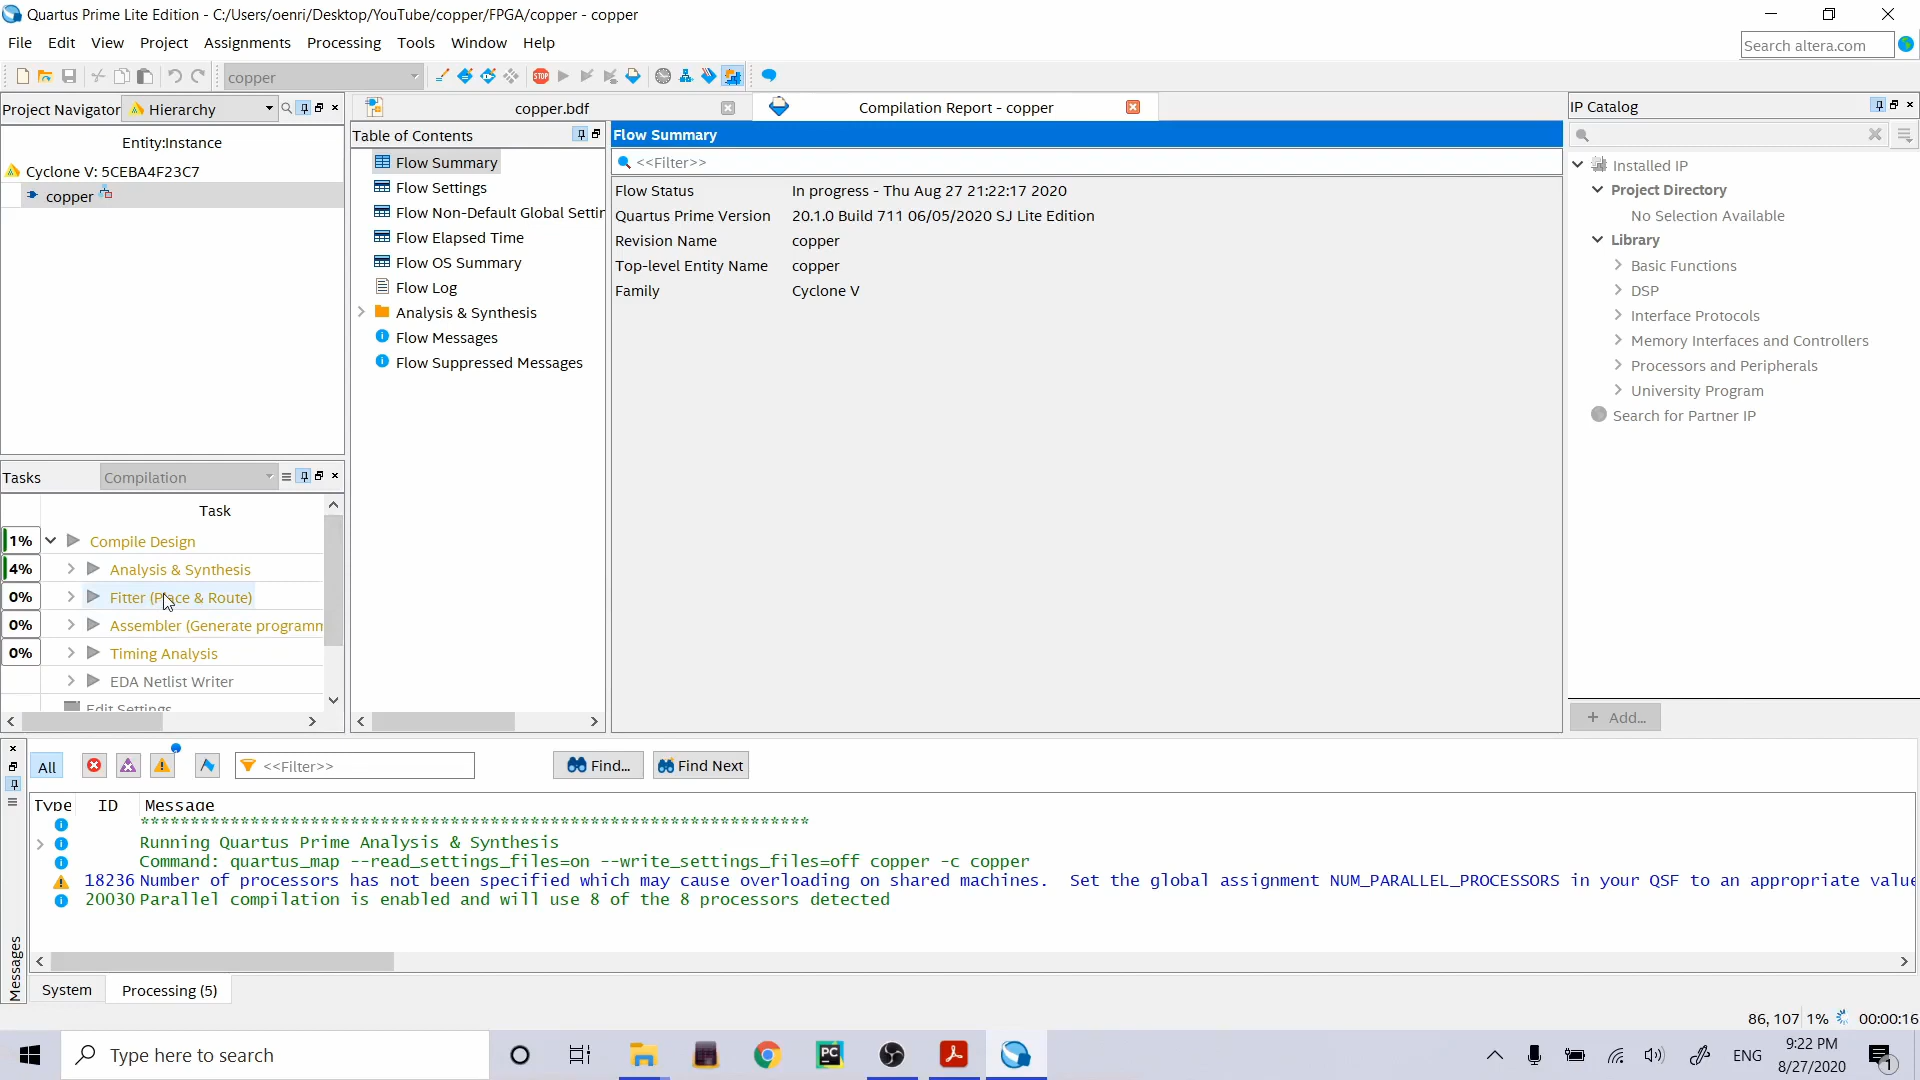 Quartus Prime Lite Edition - C:/Users/oenri/Desktop/YouTube/copper/FPGA/copper - copper
File Edit View Project Assignments Processing Tools Window Help
Search altera.com
copper
STOP
Project Navigator Hierarchy
copper.bdf
Compilation Report - copper
IP Catalog
Entity:Instance
Cyclone V: 5CEBA4F23C7
copper
Table of Contents
Flow Summary
Flow Settings
Flow Non-Default Global Settir
Flow Elapsed Time
Flow OS Summary
Flow Log
Analysis & Synthesis
Flow Messages
Flow Suppressed Messages
Flow Summary
<<Filter>>
Flow Status In progress - Thu Aug 27 21:22:17 2020
Quartus Prime Version 20.1.0 Build 711 06/05/2020 SJ Lite Edition
Revision Name copper
Top-level Entity Name copper
Family Cyclone V
Installed IP
Project Directory
No Selection Available
Library
Basic Functions
DSP
Interface Protocols
Memory Interfaces and Controllers
Processors and Peripherals
University Program
Search for Partner IP
+ Add...
Tasks Compilation
Task
1% Compile Design
4% Analysis & Synthesis
0% Fitter (Place & Route)
0% Assembler (Generate programm
0% Timing Analysis
EDA Netlist Writer
Edit Settings
All <<Filter>> Find... Find Next
Type ID Message
*******************************************************************
Running Quartus Prime Analysis & Synthesis
Command: quartus_map --read_settings_files=on --write_settings_files=off copper -c copper
18236 Number of processors has not been specified which may cause overloading on shared machines.  Set the global assignment NUM_PARALLEL_PROCESSORS in your QSF to an appropriate value
20030 Parallel compilation is enabled and will use 8 of the 8 processors detected
Messages
System Processing (5)
86, 107 1% 00:00:16
Type here to search
PC
ENG
9:22 PM
8/27/2020
1